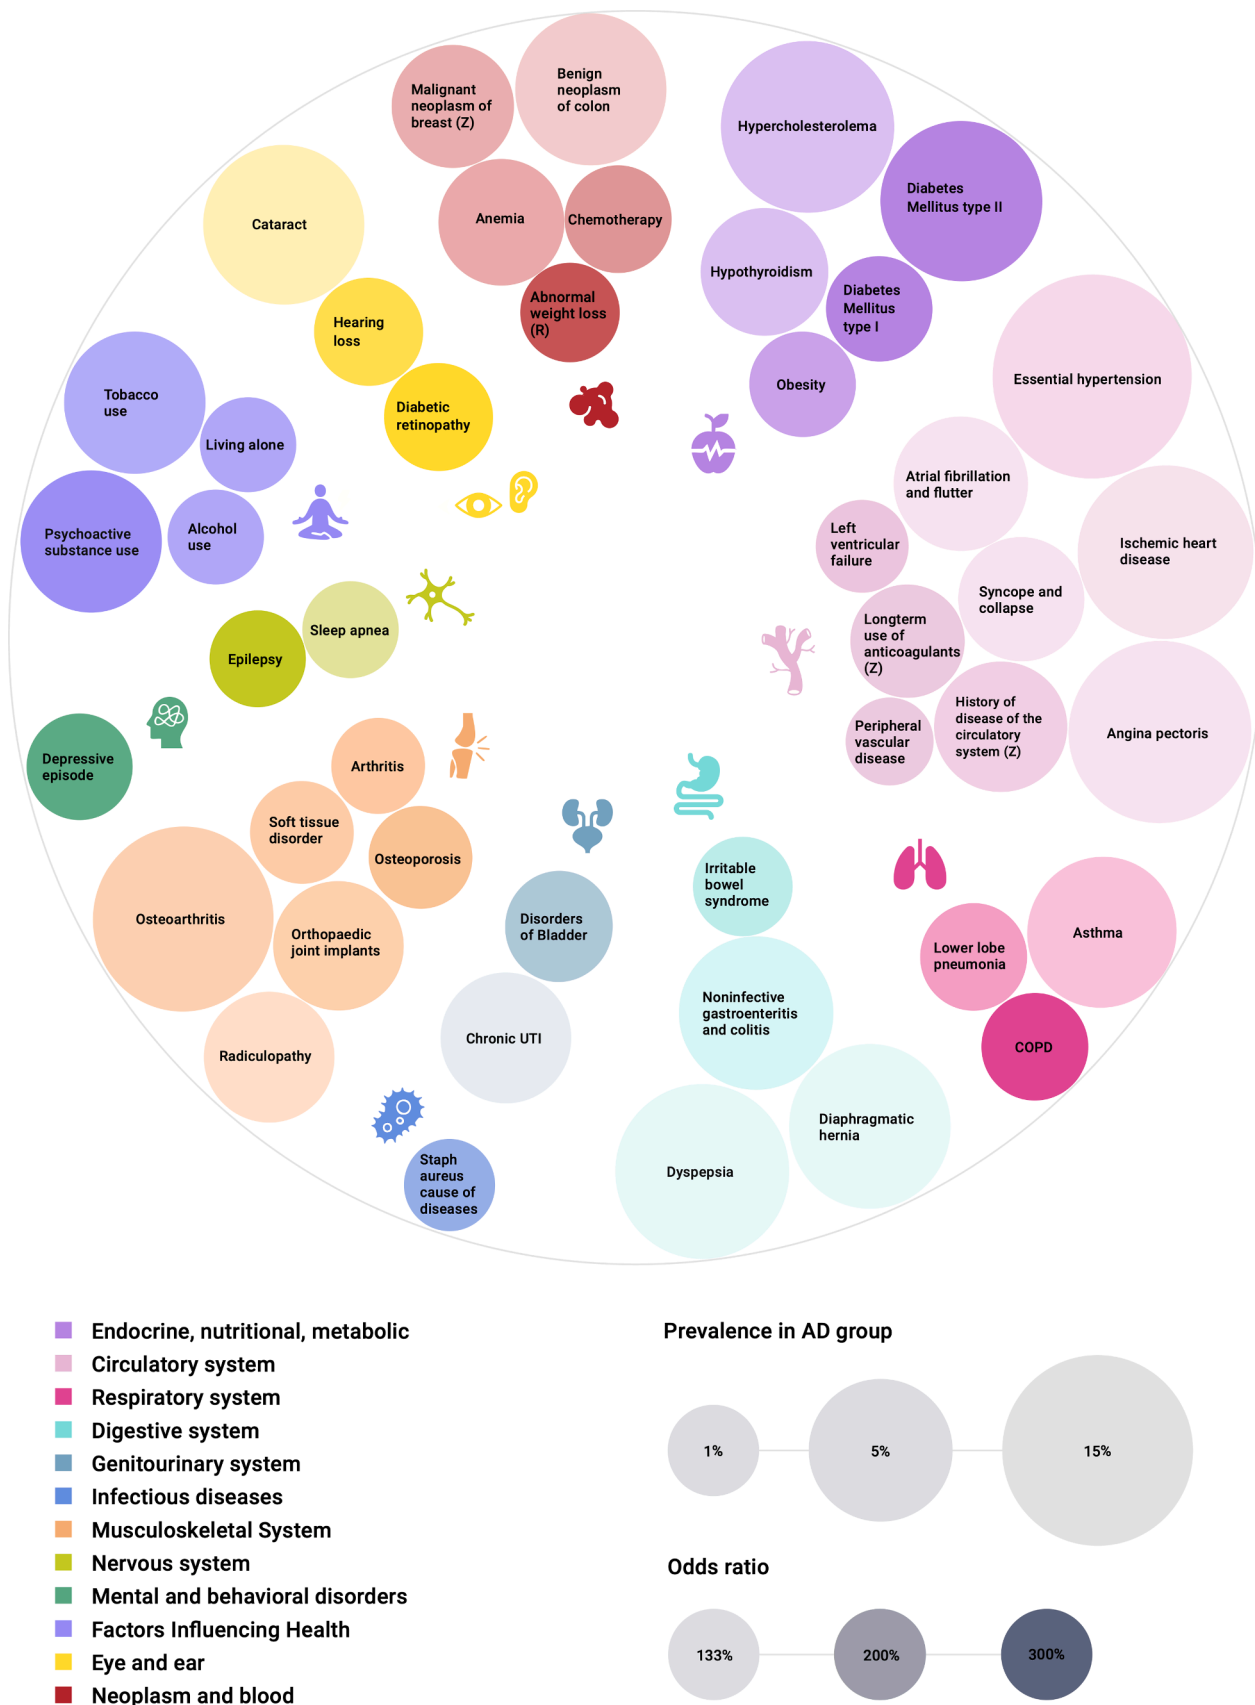 Malignant
neoplasm of
breast (Z)
Benign
neoplasm
of colon
Anemia
Chemotherapy
Abnormal
weight loss
(R)
Hypercholesterolema
Diabetes
Mellitus type II
Hypothyroidism
Diabetes
Mellitus
type I
Obesity
Cataract
Hearing
loss
Diabetic
retinopathy
Tobacco
use
Living alone
Psychoactive
substance use
Alcohol
use
Essential hypertension
Atrial fibrillation
and flutter
Left
ventricular
failure
Ischemic heart
disease
Syncope and
collapse
Longterm
use of
anticoagulants
(Z)
History of
disease of the
circulatory
system (Z)
Peripheral
vascular
disease
Angina pectoris
Sleep apnea
Epilepsy
Depressive
episode
Arthritis
Soft tissue
disorder
Osteoporosis
Osteoarthritis
Orthopaedic
joint implants
Radiculopathy
Disorders
of Bladder
Chronic UTI
Staph
aureus
cause of
diseases
Irritable
bowel
syndrome
Noninfective
gastroenteritis
and colitis
Diaphragmatic
hernia
Dyspepsia
Lower lobe
pneumonia
Asthma
COPD
Endocrine, nutritional, metabolic
Circulatory system
Respiratory system
Digestive system
Genitourinary system
Infectious diseases
Musculoskeletal System
Nervous system
Mental and behavioral disorders
Factors Influencing Health
Eye and ear
Neoplasm and blood
Prevalence in AD group
1%
5%
15%
Odds ratio
133%
200%
300%